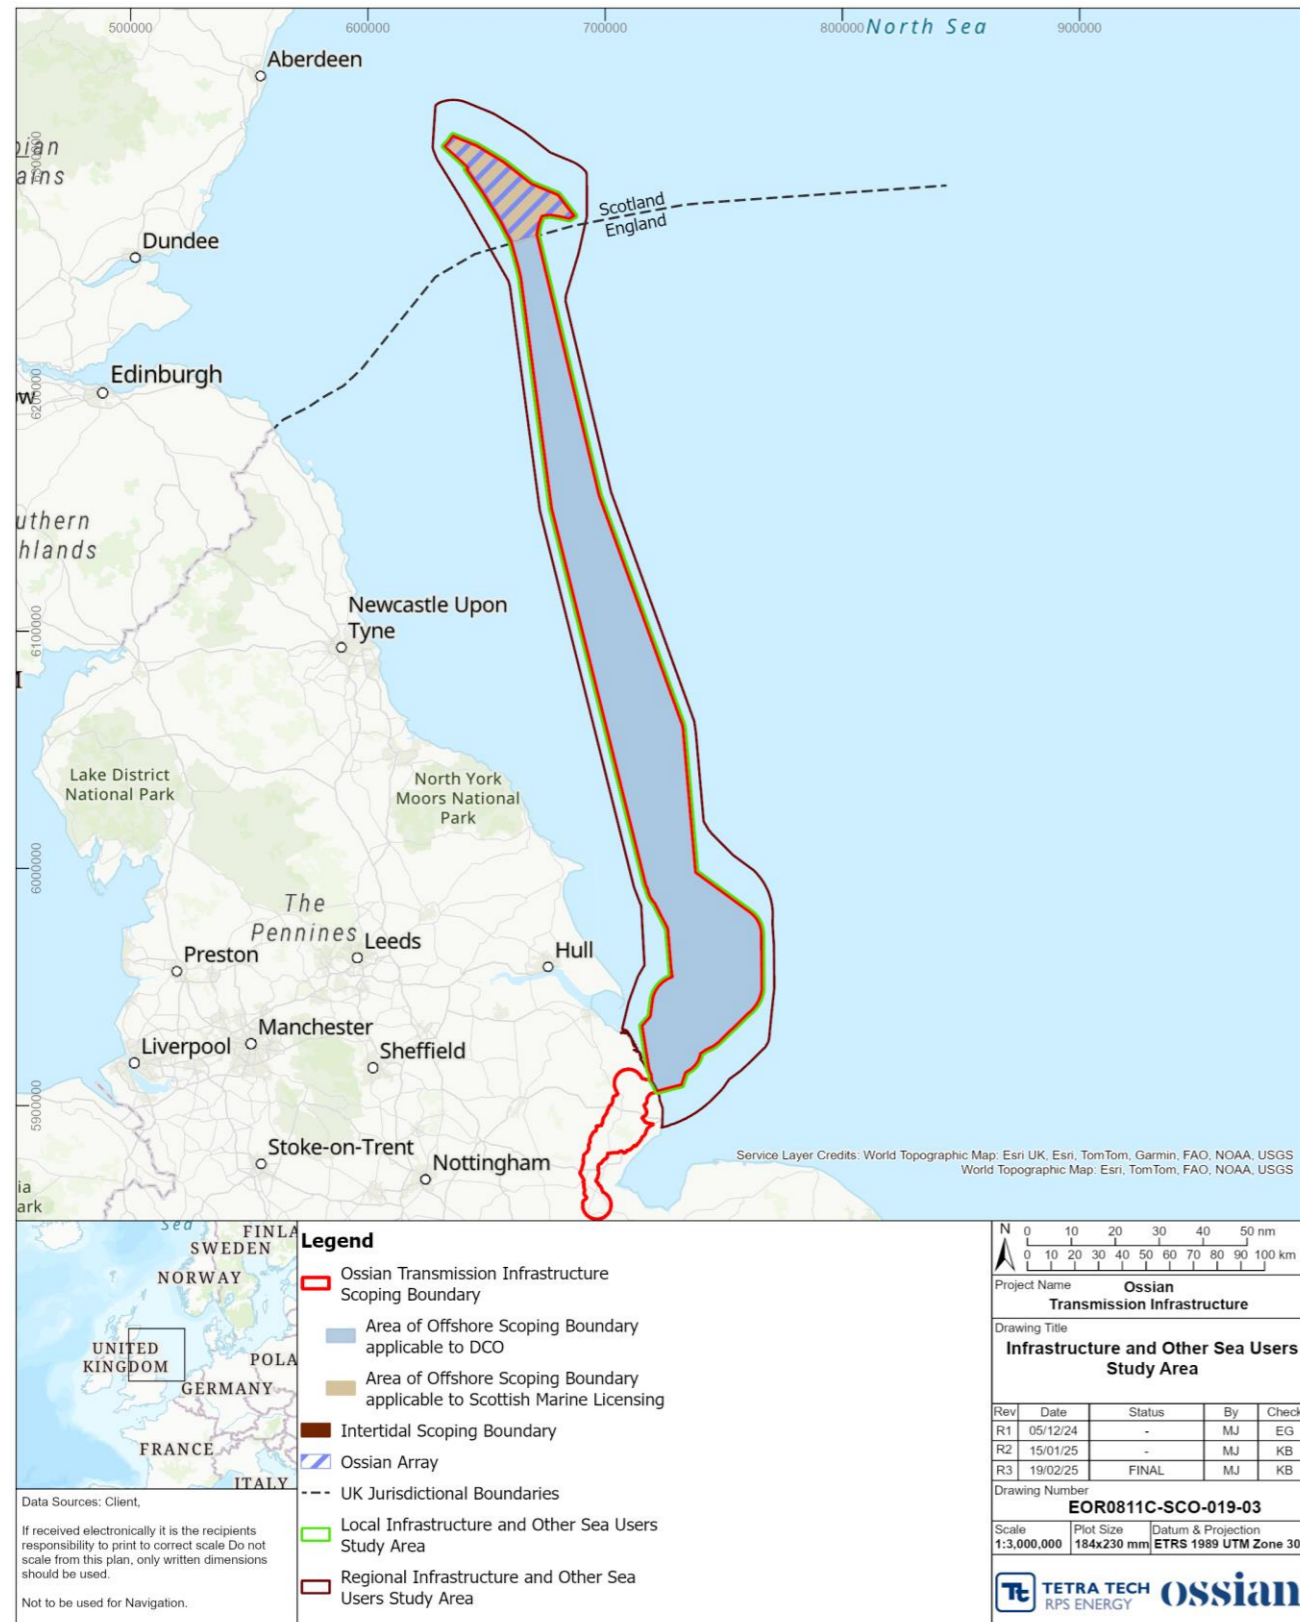 500000
600000
700000
800000
900000
North Sea
Aberdeen
ains
Dundee
Scotland
England
Edinburgh
6200000
uthern
hlands
Newcastle Upon
Tyne
6100000
Lake District
National Park
North York
Moors National
Park
6000000
The
Pennines
Leeds
Preston
Hull
Manchester
Liverpool
Sheffield
5900000
Stoke-on-Trent
Nottingham
Service Layer Credits: World Topographic Map: Esri UK, Esri, TomTom, Garmin, FAO, NOAA, USGS
World Topographic Map: Esri, TomTom, FAO, NOAA, USGS
ia
ark
Sea
FINLA
SWEDEN
NORWAY
UNITED
KINGDOM
POLA
GERMANY
FRANCE
ITALY
Data Sources: Client,
If received electronically it is the recipients
responsibility to print to correct scale Do not
scale from this plan, only written dimensions
should be used.
Not to be used for Navigation.
Legend
Ossian Transmission Infrastructure
Scoping Boundary
Area of Offshore Scoping Boundary
applicable to DCO
Area of Offshore Scoping Boundary
applicable to Scottish Marine Licensing
Intertidal Scoping Boundary
Ossian Array
UK Jurisdictional Boundaries
Local Infrastructure and Other Sea Users
Study Area
Regional Infrastructure and Other Sea
Users Study Area
N
0 10 20 30 40 50 nm
0 10 20 30 40 50 60 70 80 90 100 km
Project Name
Ossian
Transmission Infrastructure
Drawing Title
Infrastructure and Other Sea Users
Study Area
Rev Date Status By Check
R1 05/12/24 - MJ EG
R2 15/01/25 - MJ KB
R3 19/02/25 FINAL MJ KB
Drawing Number
EOR0811C-SCO-019-03
Scale Plot Size Datum & Projection
1:3,000,000 184x230 mm ETRS 1989 UTM Zone 30
Tt TETRA TECH
RPS ENERGY
ossian